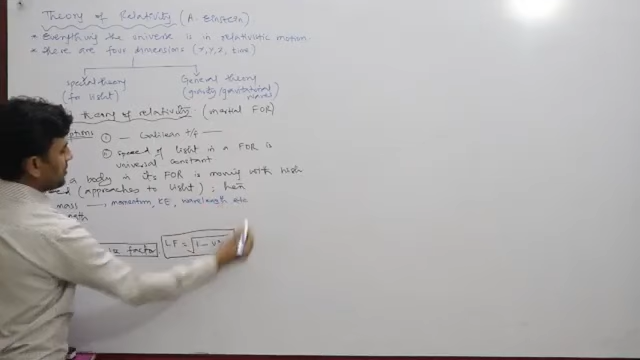 Theory of Relativity (A. Einstein)
* Everything the universe is in relativistic motion
* There are four dimensions (x, y, z, time)
special theory General theory
(for Light) (gravity/gravitational waves)
theory of relativity (inertial FOR)
① — Galilean t/f —
② speed of light in a FOR is
universal constant
a body in its FOR is moving with high
(approaches to Light) ; then
mass → momentum, KE, wavelength etc
factor LF = √1 - v²